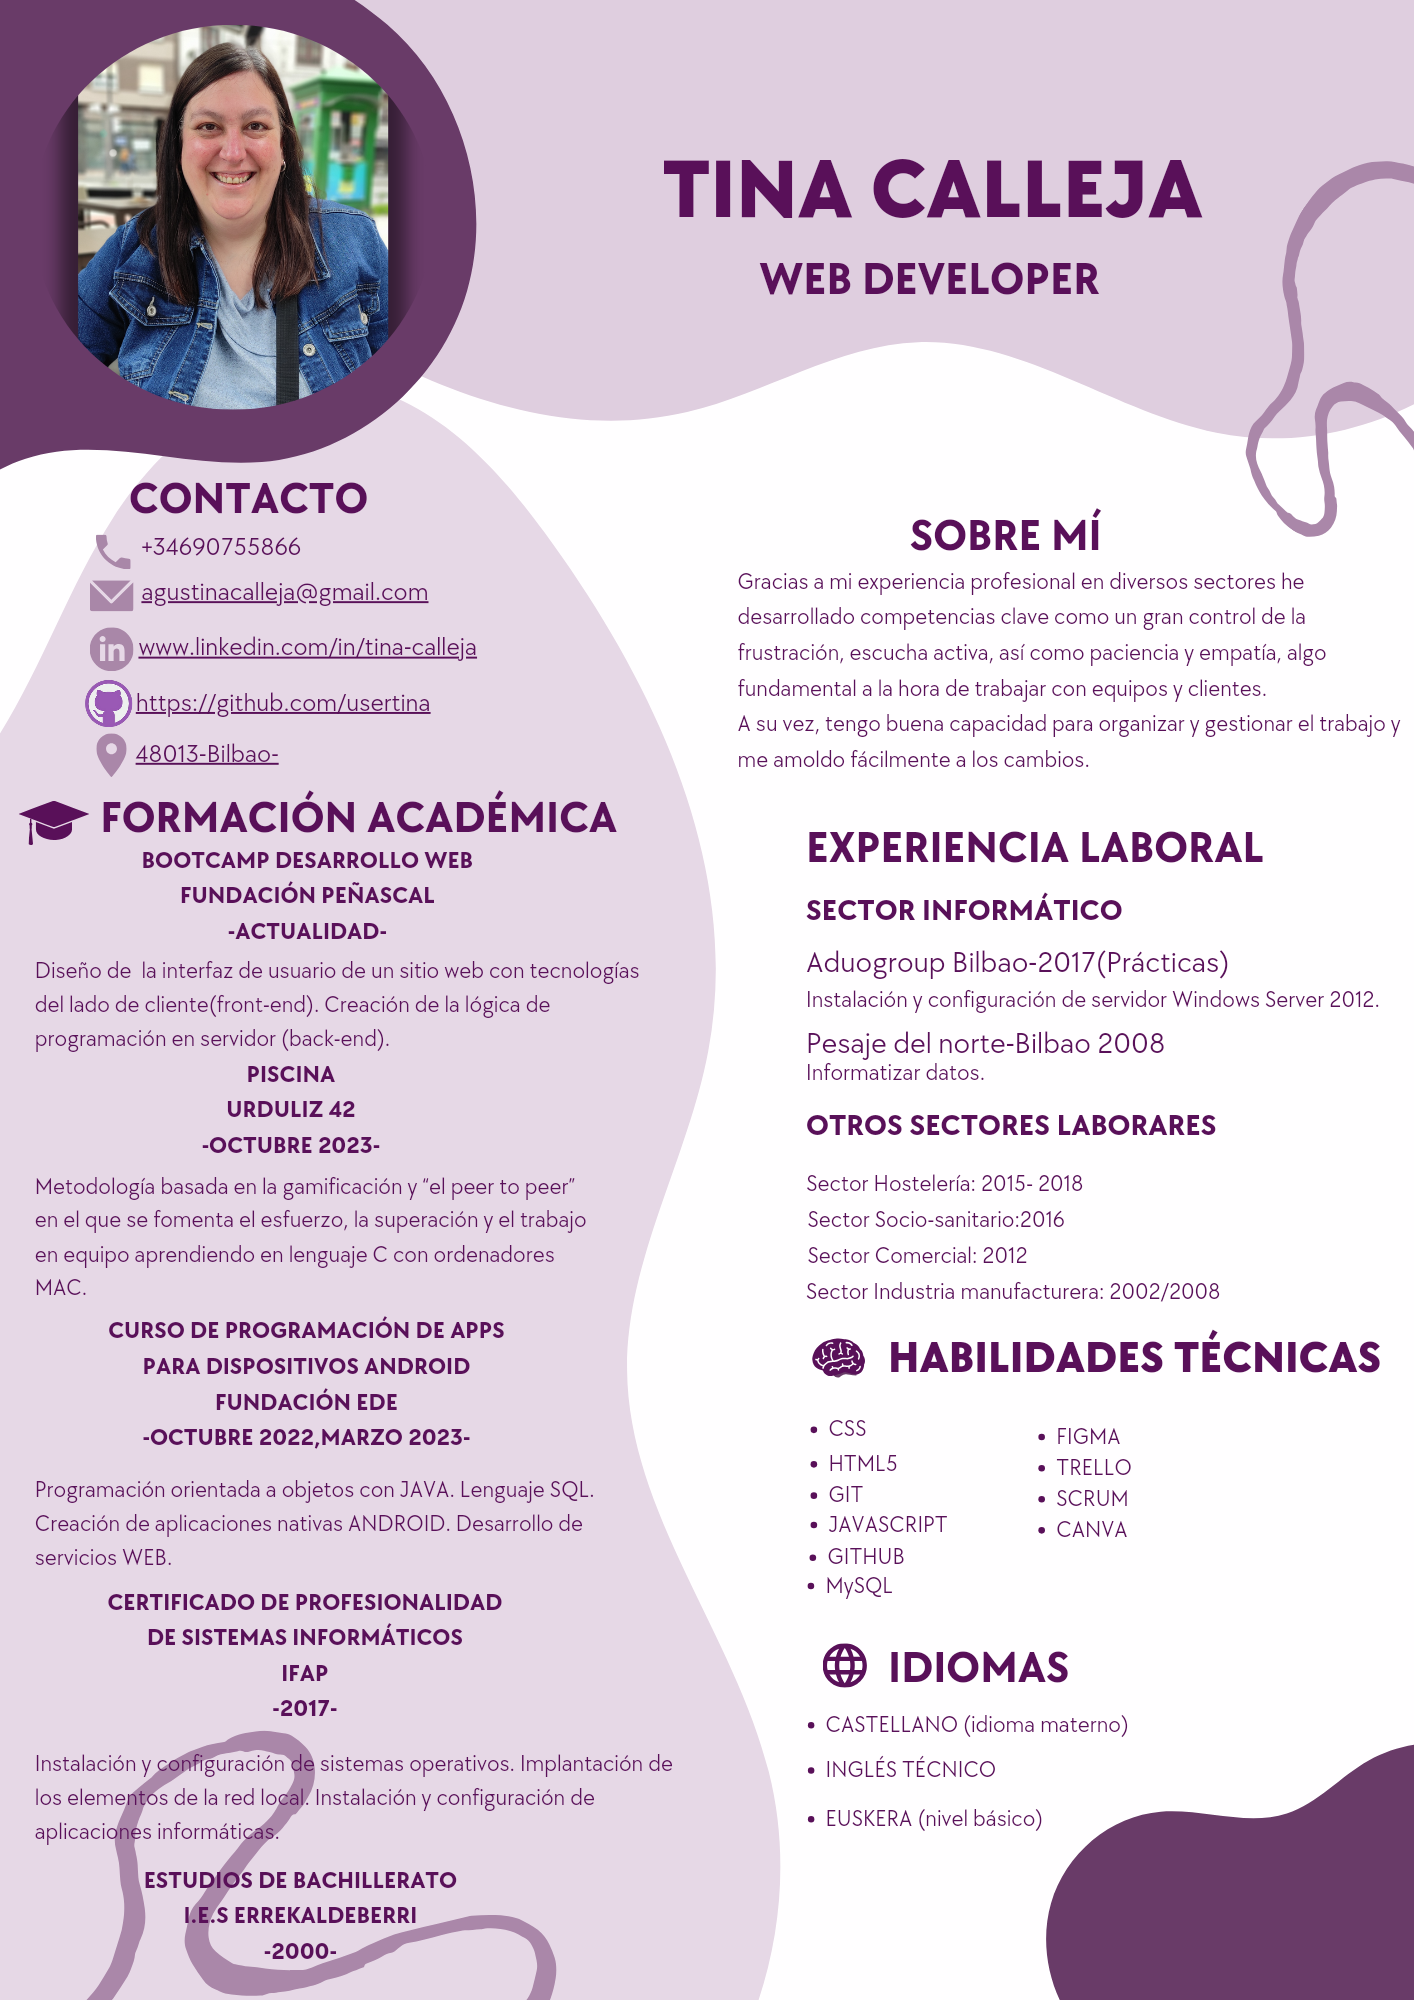 TINA CALLEJA
WEB DEVELOPER
CONTACTO
+34690755866
agustinacalleja@gmail.com
www.linkedin.com/in/tina-calleja
https://github.com/usertina
48013-Bilbao-
FORMACIÓN ACADÉMICA
BOOTCAMP DESARROLLO WEB
FUNDACIÓN PEÑASCAL
-ACTUALIDAD-
Diseño de  la interfaz de usuario de un sitio web con tecnologías
del lado de cliente(front-end). Creación de la lógica de
programación en servidor (back-end).
PISCINA
URDULIZ 42
-OCTUBRE 2023-
Metodología basada en la gamificación y “el peer to peer”
en el que se fomenta el esfuerzo, la superación y el trabajo
en equipo aprendiendo en lenguaje C con ordenadores
MAC.
CURSO DE PROGRAMACIÓN DE APPS
PARA DISPOSITIVOS ANDROID
FUNDACIÓN EDE
-OCTUBRE 2022,MARZO 2023-
Programación orientada a objetos con JAVA. Lenguaje SQL.
Creación de aplicaciones nativas ANDROID. Desarrollo de
servicios WEB.
CERTIFICADO DE PROFESIONALIDAD
DE SISTEMAS INFORMÁTICOS
IFAP
-2017-
Instalación y configuración de sistemas operativos. Implantación de
los elementos de la red local. Instalación y configuración de
aplicaciones informáticas.
ESTUDIOS DE BACHILLERATO
I.E.S ERREKALDEBERRI
-2000-
SOBRE MÍ
Gracias a mi experiencia profesional en diversos sectores he
desarrollado competencias clave como un gran control de la
frustración, escucha activa, así como paciencia y empatía, algo
fundamental a la hora de trabajar con equipos y clientes.
A su vez, tengo buena capacidad para organizar y gestionar el trabajo y
me amoldo fácilmente a los cambios.
EXPERIENCIA LABORAL
SECTOR INFORMÁTICO
Aduogroup Bilbao-2017(Prácticas)
Instalación y configuración de servidor Windows Server 2012.
Pesaje del norte-Bilbao 2008
Informatizar datos.
OTROS SECTORES LABORARES
Sector Hostelería: 2015- 2018
Sector Socio-sanitario:2016
Sector Comercial: 2012
Sector Industria manufacturera: 2002/2008
HABILIDADES TÉCNICAS
• CSS
• HTML5
• GIT
• JAVASCRIPT
• GITHUB
• MySQL
• FIGMA
• TRELLO
• SCRUM
• CANVA
IDIOMAS
• CASTELLANO (idioma materno)
• INGLÉS TÉCNICO
• EUSKERA (nivel básico)